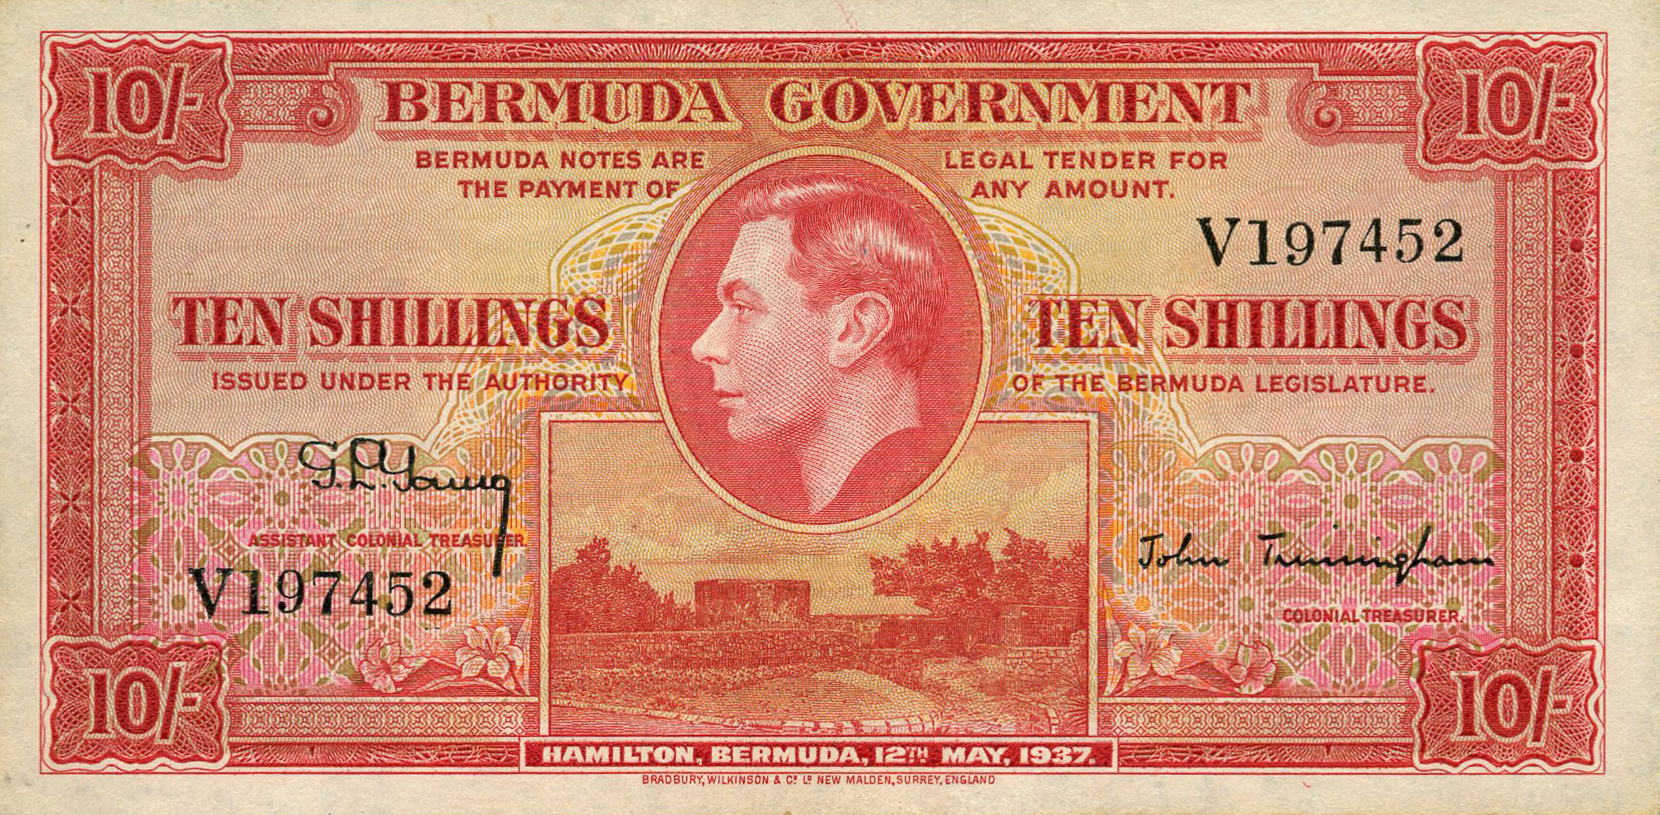 10/-
10/-
BERMUDA GOVERNMENT
BERMUDA NOTES ARE LEGAL TENDER FOR
THE PAYMENT OF ANY AMOUNT.
V197452
TEN SHILLINGS TEN SHILLINGS
ISSUED UNDER THE AUTHORITY OF THE BERMUDA LEGISLATURE.
ASSISTANT COLONIAL TREASURER.
V197452
John Trimingham
COLONIAL TREASURER.
10/-
10/-
HAMILTON, BERMUDA, 12TH MAY, 1937.
BRADBURY, WILKINSON & Co. Ld. NEW MALDEN, SURREY, ENGLAND